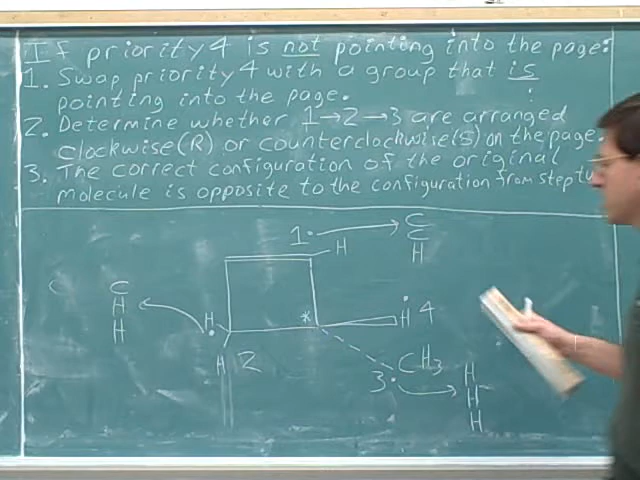 If priority 4 is not pointing into the page:
1. Swap priority 4 with a group that is
pointing into the page.
2. Determine whether 1→2→3 are arranged
clockwise (R) or counterclockwise (S) on the page.
3. The correct configuration of the original
molecule is opposite to the configuration from step
1. C
H C
H
C
H H
H * H 4
H 2 CH3
3. H
H
H